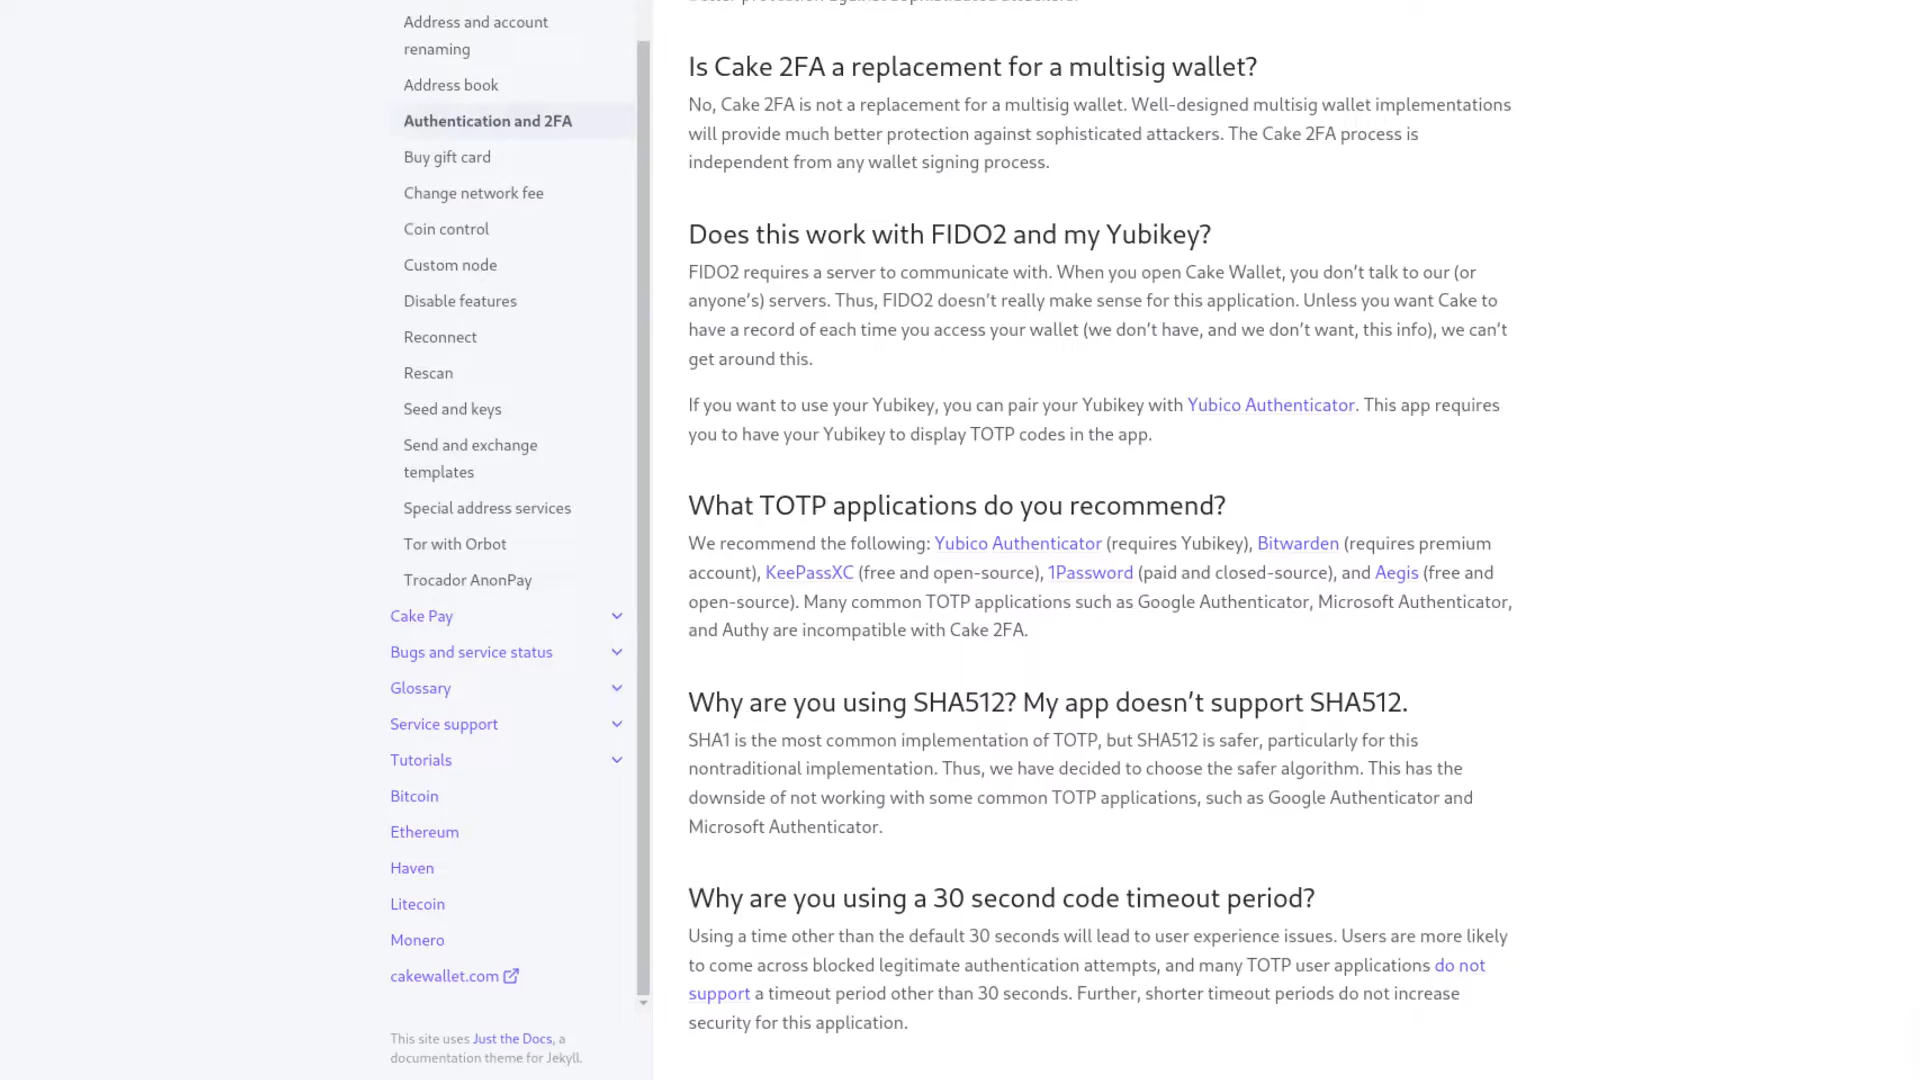 Address and account
renaming
Address book
Authentication and 2FA
Buy gift card
Change network fee
Coin control
Custom node
Disable features
Reconnect
Rescan
Seed and keys
Send and exchange
templates
Special address services
Tor with Orbot
Trocador AnonPay
Cake Pay
Bugs and service status
Glossary
Service support
Tutorials
Bitcoin
Ethereum
Haven
Litecoin
Monero
cakewallet.com
This site uses Just the Docs, a
documentation theme for Jekyll.
Is Cake 2FA a replacement for a multisig wallet?
No, Cake 2FA is not a replacement for a multisig wallet. Well-designed multisig wallet implementations
will provide much better protection against sophisticated attackers. The Cake 2FA process is
independent from any wallet signing process.
Does this work with FIDO2 and my Yubikey?
FIDO2 requires a server to communicate with. When you open Cake Wallet, you don’t talk to our (or
anyone’s) servers. Thus, FIDO2 doesn’t really make sense for this application. Unless you want Cake to
have a record of each time you access your wallet (we don’t have, and we don’t want, this info), we can’t
get around this.
If you want to use your Yubikey, you can pair your Yubikey with Yubico Authenticator. This app requires
you to have your Yubikey to display TOTP codes in the app.
What TOTP applications do you recommend?
We recommend the following: Yubico Authenticator (requires Yubikey), Bitwarden (requires premium
account), KeePassXC (free and open-source), 1Password (paid and closed-source), and Aegis (free and
open-source). Many common TOTP applications such as Google Authenticator, Microsoft Authenticator,
and Authy are incompatible with Cake 2FA.
Why are you using SHA512? My app doesn’t support SHA512.
SHA1 is the most common implementation of TOTP, but SHA512 is safer, particularly for this
nontraditional implementation. Thus, we have decided to choose the safer algorithm. This has the
downside of not working with some common TOTP applications, such as Google Authenticator and
Microsoft Authenticator.
Why are you using a 30 second code timeout period?
Using a time other than the default 30 seconds will lead to user experience issues. Users are more likely
to come across blocked legitimate authentication attempts, and many TOTP user applications do not
support a timeout period other than 30 seconds. Further, shorter timeout periods do not increase
security for this application.